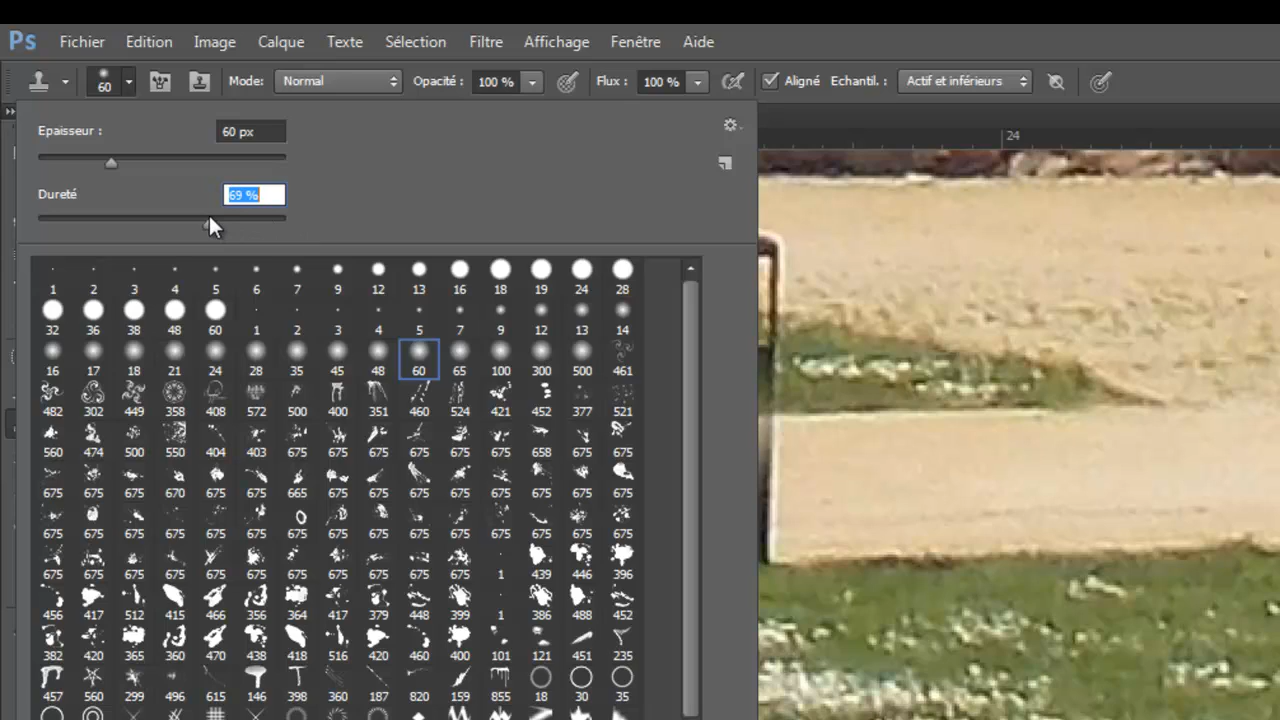 Ps Fichier Edition Image Calque Texte Sélection Filtre Affichage Fenêtre Aide
60 Mode: Normal Opacité : 100 % Flux : 100 % Aligné Echantil. : Actif et inférieurs
Epaisseur : 60 px
24
Dureté 69 %
1 2 3 4 5 6 7 9 12 13 16 18 19 24 28
32 36 38 48 60 1 2 3 4 5 7 9 12 13 14
16 17 18 21 24 28 35 45 48 60 65 100 300 500 461
482 302 449 358 408 572 500 400 351 460 524 421 452 377 521
560 474 500 550 404 403 675 675 675 675 675 675 658 675 675
675 675 675 670 675 675 665 675 675 675 675 675 675 675 675
675 675 675 675 675 675 675 675 675 675 675 675 675 675 675
675 675 675 675 675 675 675 675 675 675 675 1 439 446 396
456 417 512 415 466 356 364 417 379 448 399 1 386 488 452
382 420 365 360 470 438 418 516 420 460 400 101 121 451 235
457 560 299 496 615 146 398 360 187 820 159 855 18 30 35